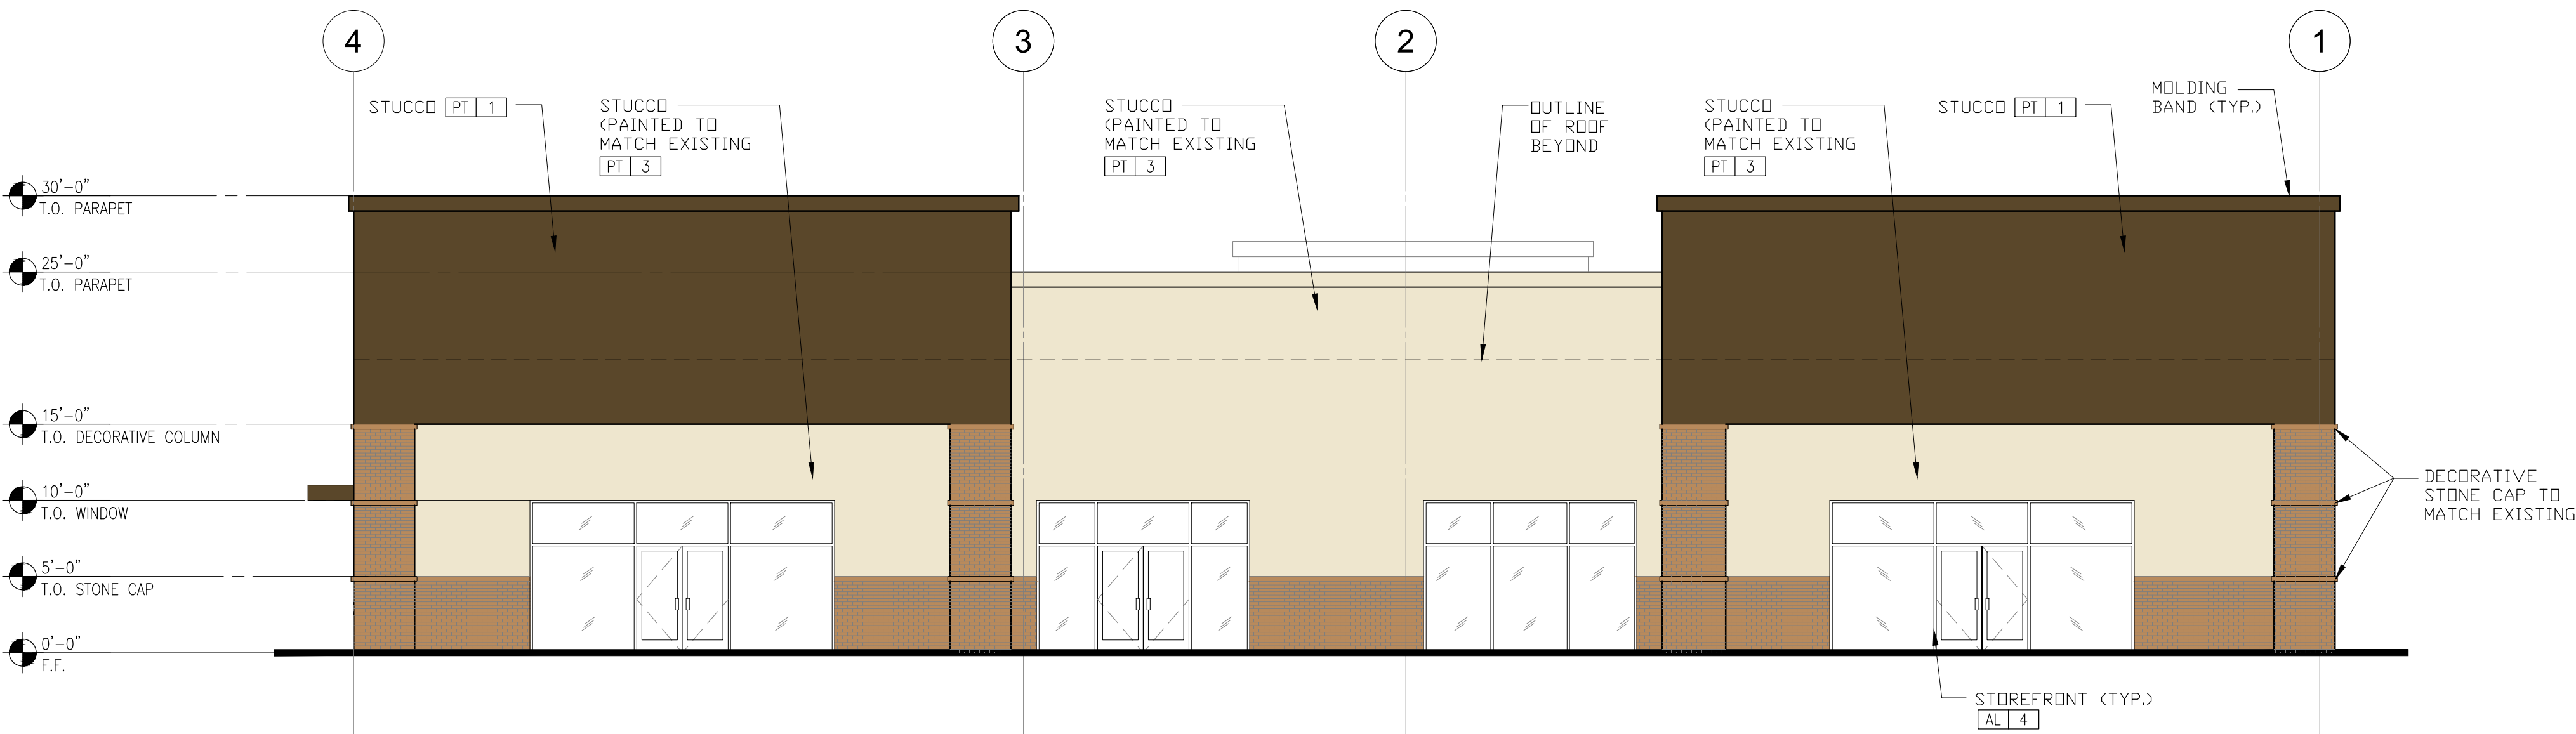 4
3
2
1
STUCCO PT 1
STUCCO
(PAINTED TO
MATCH EXISTING
PT 3
STUCCO
(PAINTED TO
MATCH EXISTING
PT 3
OUTLINE
OF ROOF
BEYOND
STUCCO
(PAINTED TO
MATCH EXISTING
PT 3
STUCCO PT 1
MOLDING
BAND (TYP.)
30'-0"
T.O. PARAPET
25'-0"
T.O. PARAPET
15'-0"
T.O. DECORATIVE COLUMN
10'-0"
T.O. WINDOW
5'-0"
T.O. STONE CAP
0'-0"
F.F.
DECORATIVE
STONE CAP TO
MATCH EXISTING
STOREFRONT (TYP.)
AL 4